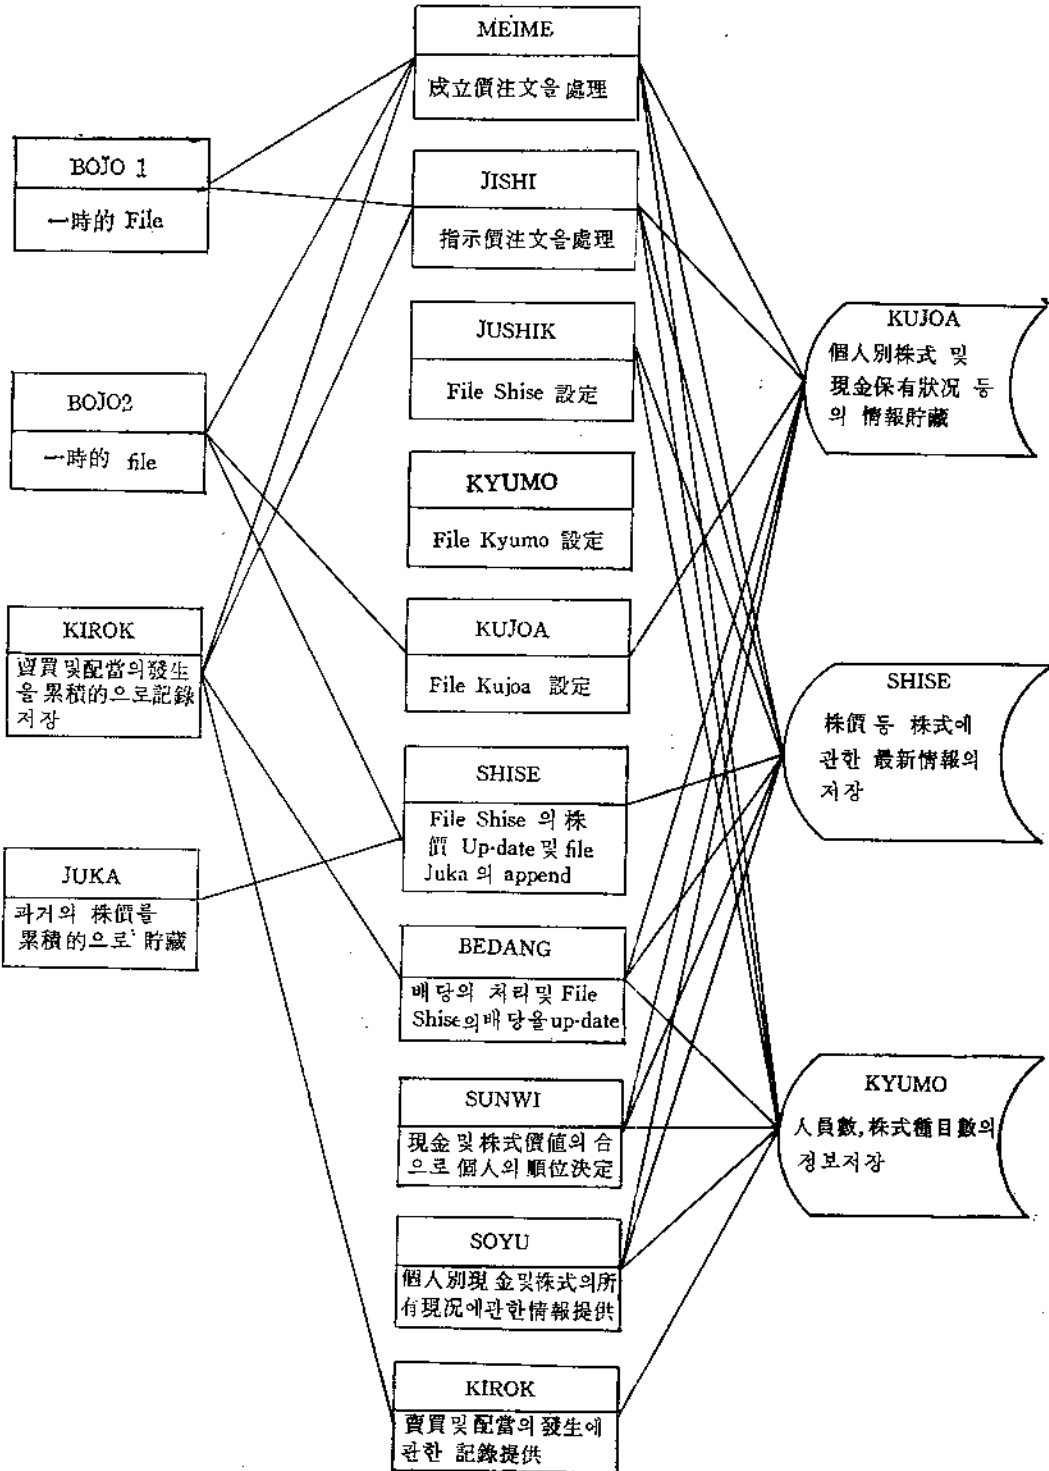 MEIME
成立價注文을 處理
BOJO 1
一時的 File
JISHI
指示價注文을處理
JUSHIK
File Shise 設定
KUJOA
個人別株式 및
現金保有狀況 등
의 情報貯藏
BOJO2
一時的 file
KYUMO
File Kyumo 設定
KIROK
賣買및配當의發生
을 累積的으로記錄
저장
KUJOA
File Kujoa 設定
SHISE
株價 등 株式에
관한 最新情報의
저장
SHISE
File Shise 의 株
價 Up-date 및 file
Juka 의 append
JUKA
과거의 株價를
累積的으로 貯藏
BEDANG
배당의 처리및 File
Shise의배당을up-date
SUNWI
現金및株式價値의合
으로個人의順位決定
KYUMO
人員數,株式種目數의
정보저장
SOYU
個人別現金및株式의所
有現況에관한情報提供
KIROK
賣買및配當의發生에
관한 記錄提供